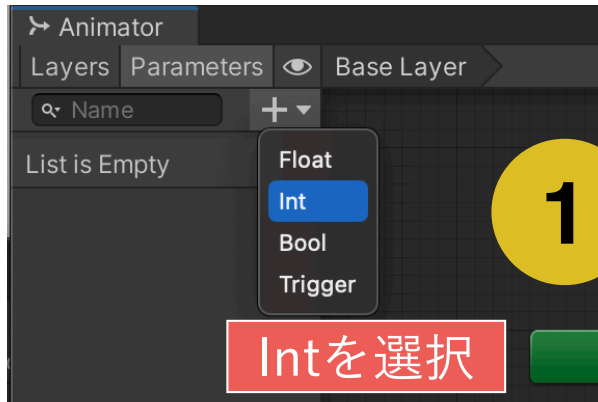 Animator
Layers Parameters Base Layer
Name
List is Empty
Float
Int
Bool
Trigger
1
Intを選択